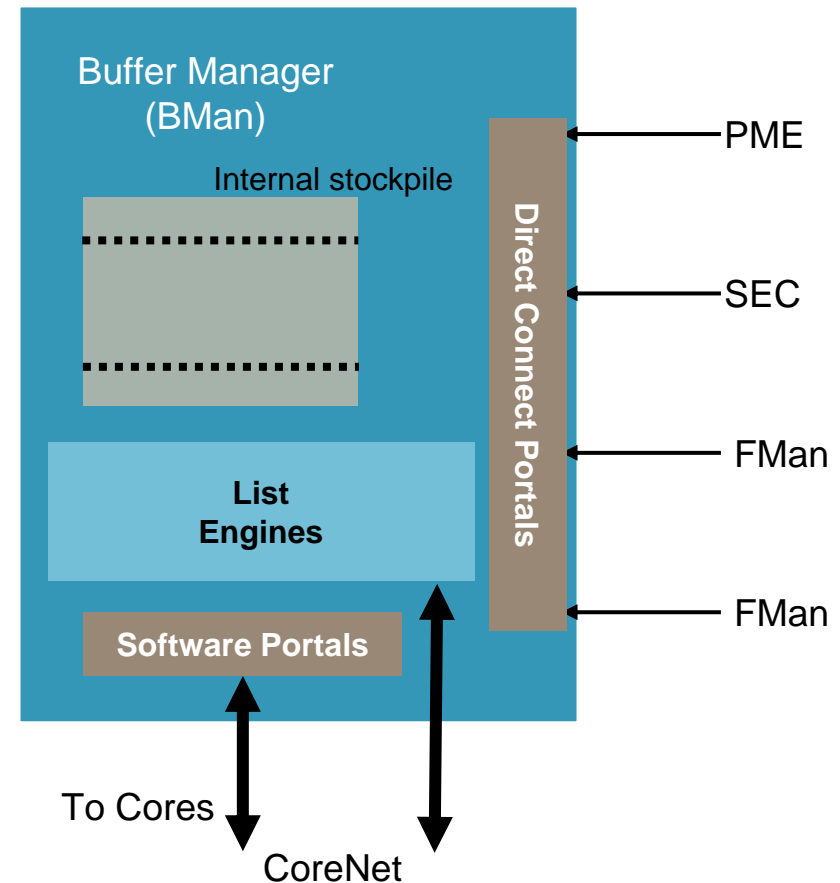 Buffer Manager
(BMan)
Internal stockpile
Direct Connect Portals
PME
SEC
FMan
FMan
List
Engines
Software Portals
To Cores
CoreNet